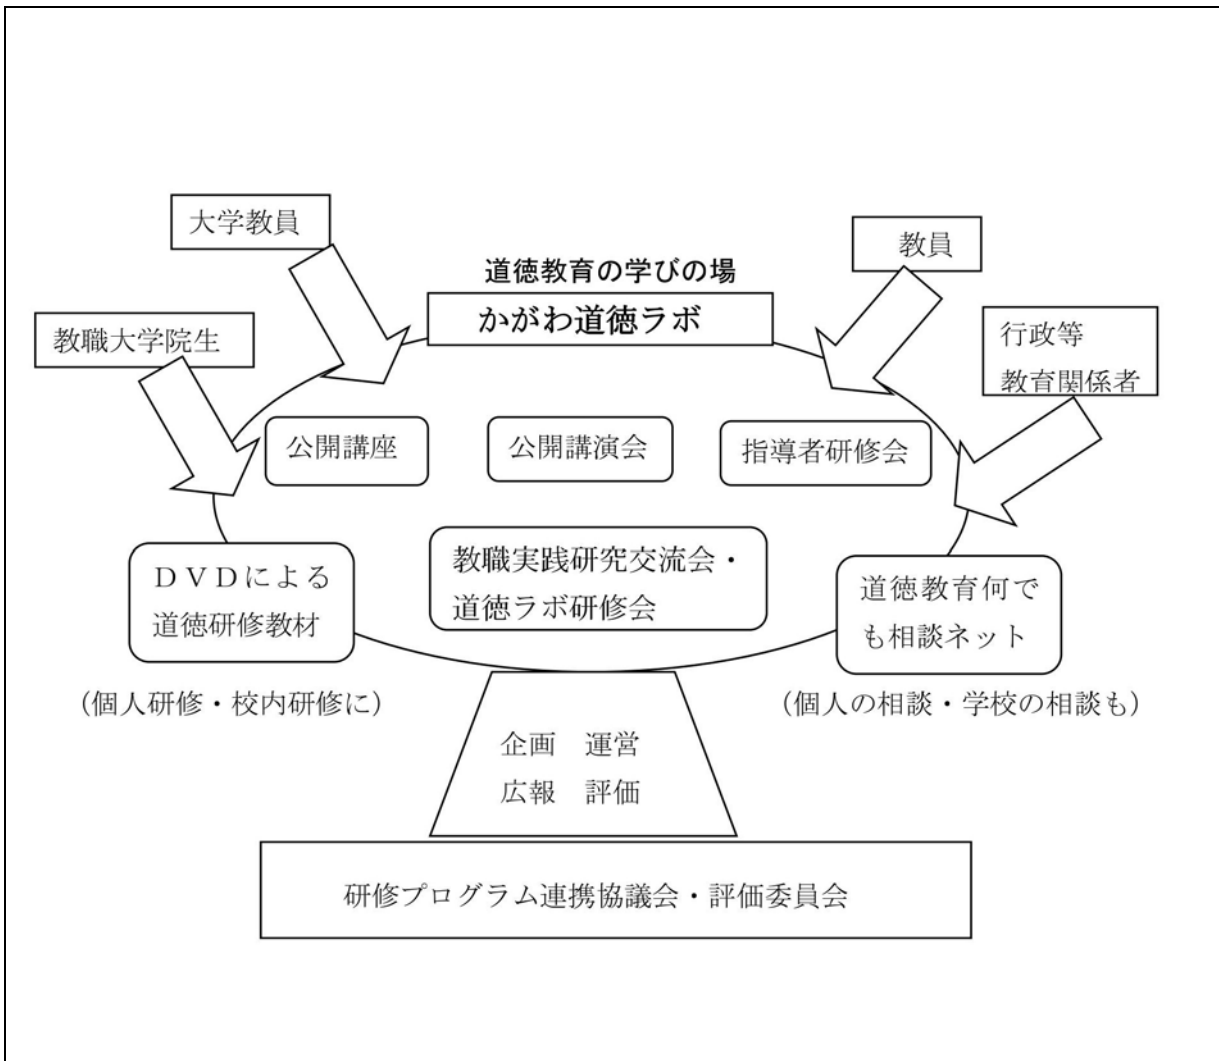 大学教員
教員
道徳教育の学びの場
かがわ道徳ラボ
教職大学院生
行政等
教育関係者
公開講座
公開講演会
指導者研修会
ＤＶＤによる
道徳研修教材
教職実践研究交流会・
道徳ラボ研修会
道徳教育何で
も相談ネット
（個人研修・校内研修に）
（個人の相談・学校の相談も）
企画　運営
広報　評価
研修プログラム連携協議会・評価委員会